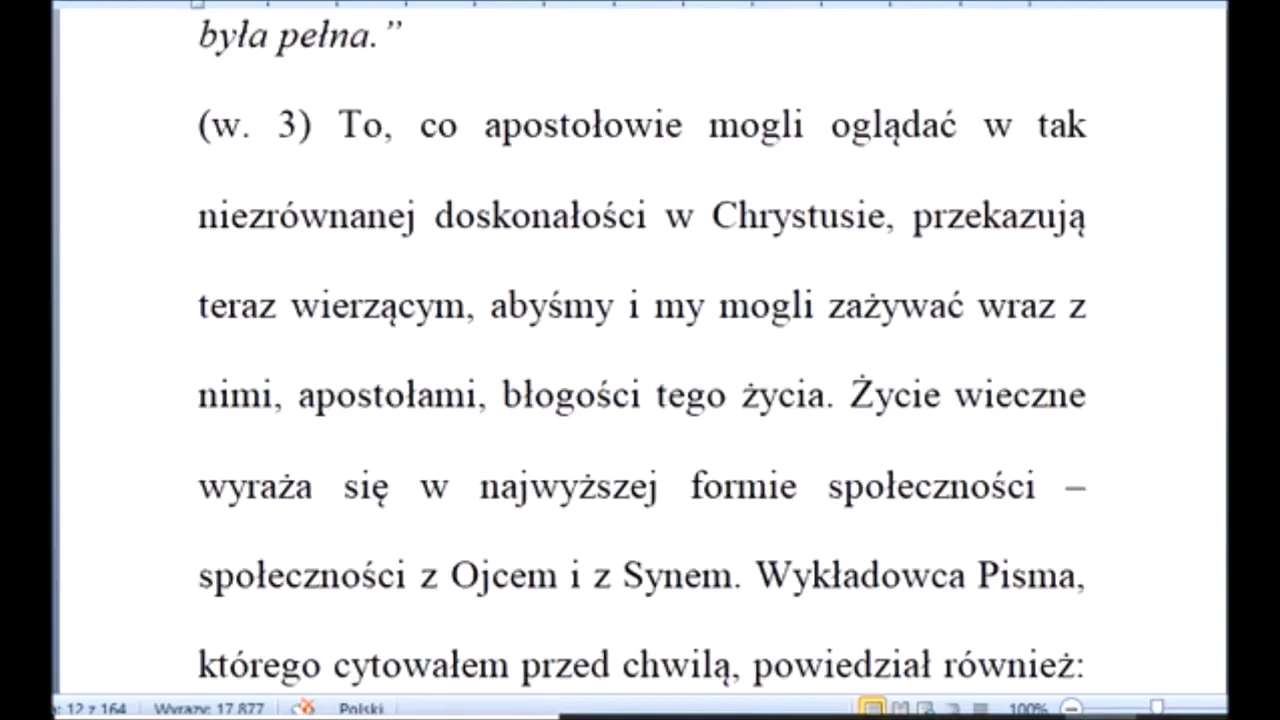 była pełna.”
(w. 3) To, co apostołowie mogli oglądać w tak
niezrównanej doskonałości w Chrystusie, przekazują
teraz wierzącym, abyśmy i my mogli zażywać wraz z
nimi, apostołami, błogości tego życia. Życie wieczne
wyraża się w najwyższej formie społeczności –
społeczności z Ojcem i z Synem. Wykładowca Pisma,
którego cytowałem przed chwilą, powiedział również:
: 12 z 164 Wyrazy: 17 877 Polski 100%